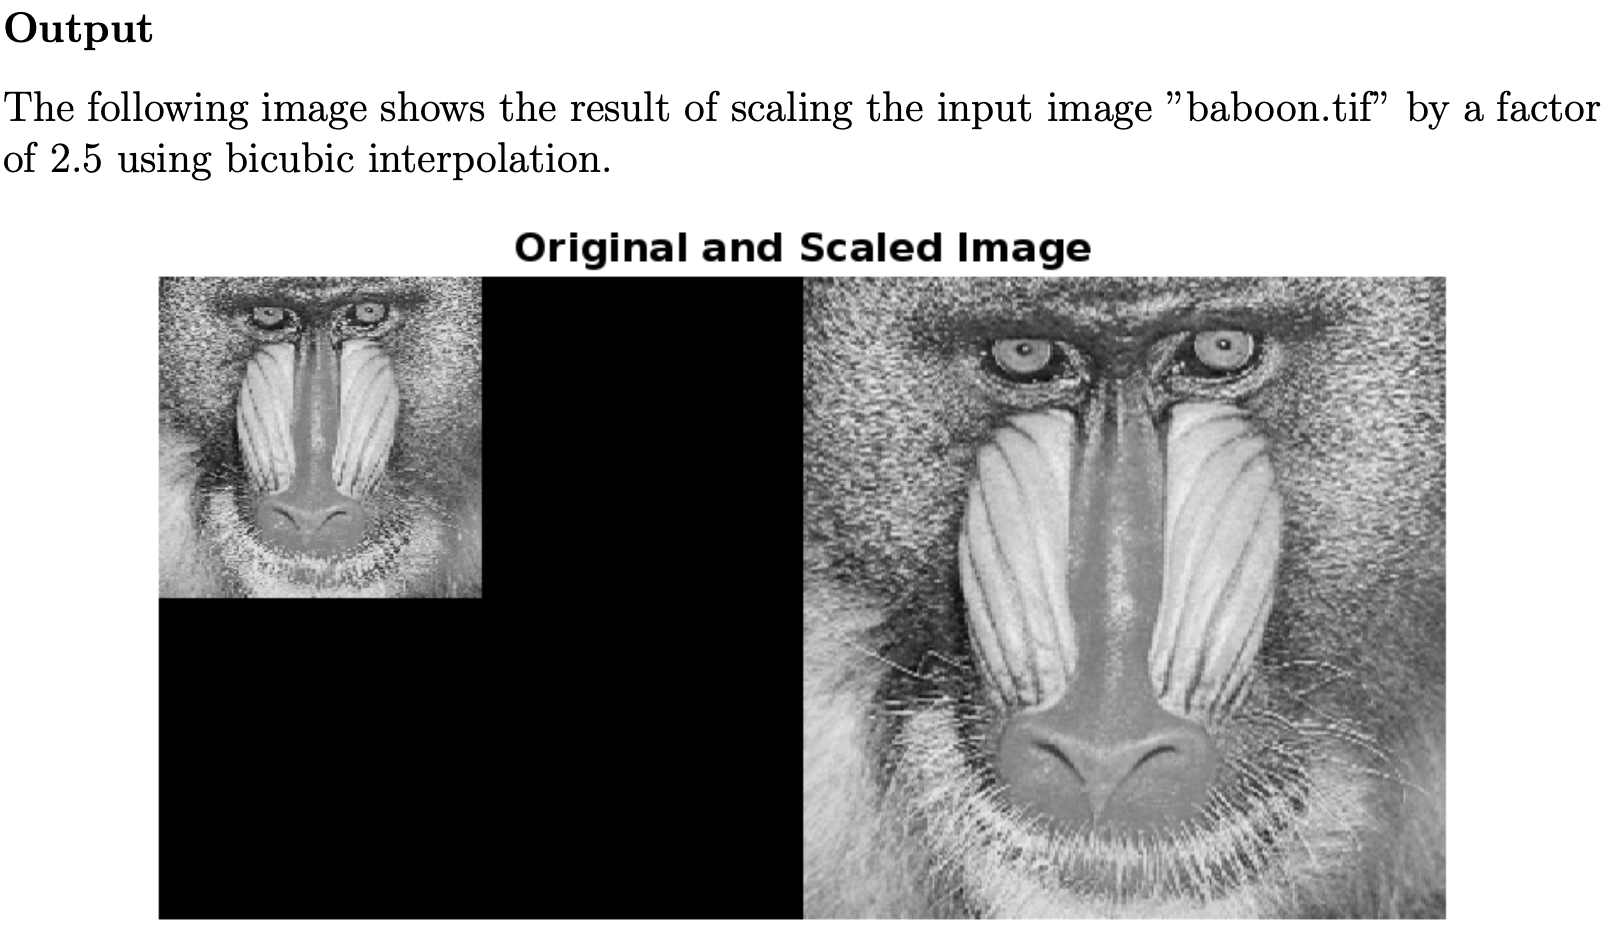 Output
The following image shows the result of scaling the input image ”baboon.tif” by a factor
of 2.5 using bicubic interpolation.
Original and Scaled Image